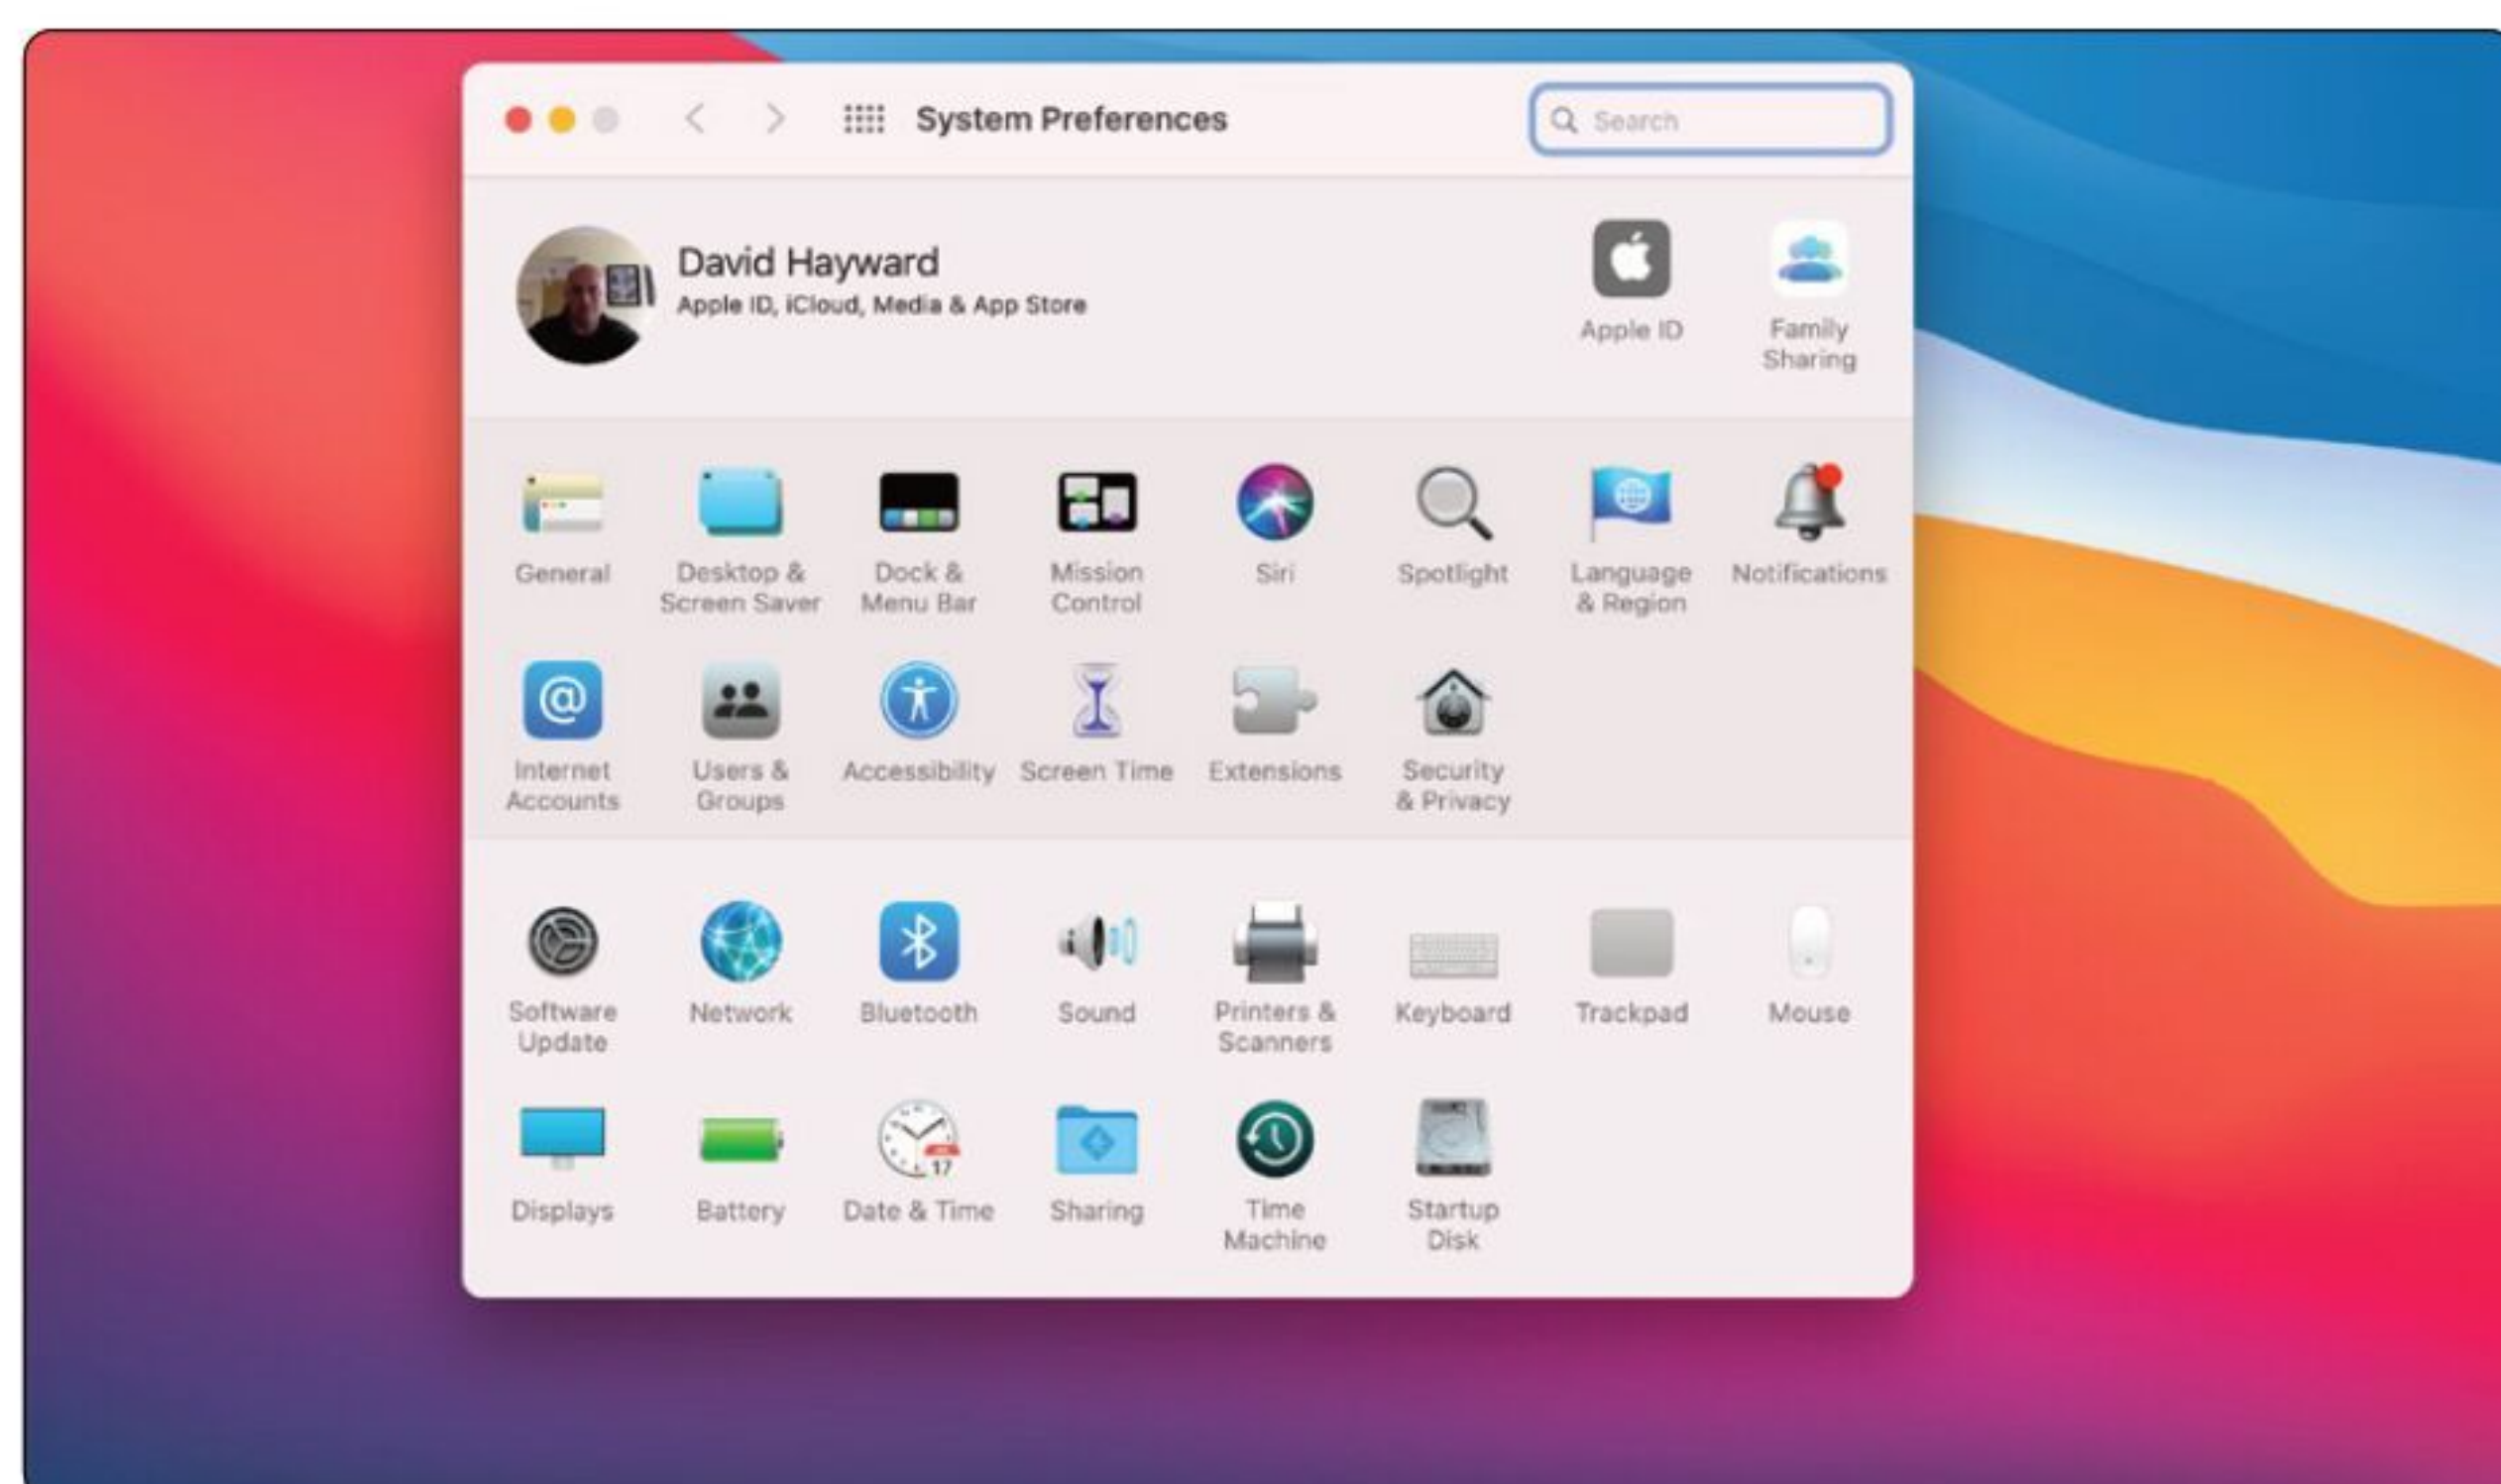 System Preferences
Search
David Hayward
Apple ID, iCloud, Media & App Store
Apple ID
Family
Sharing
General
Desktop &
Screen Saver
Dock &
Menu Bar
Mission
Control
Siri
Spotlight
Language
& Region
Notifications
Internet
Accounts
Users &
Groups
Accessibility
Screen Time
Extensions
Security
& Privacy
Software
Update
Network
Bluetooth
Sound
Printers &
Scanners
Keyboard
Trackpad
Mouse
Displays
Battery
17
Date & Time
Sharing
Time
Machine
Startup
Disk